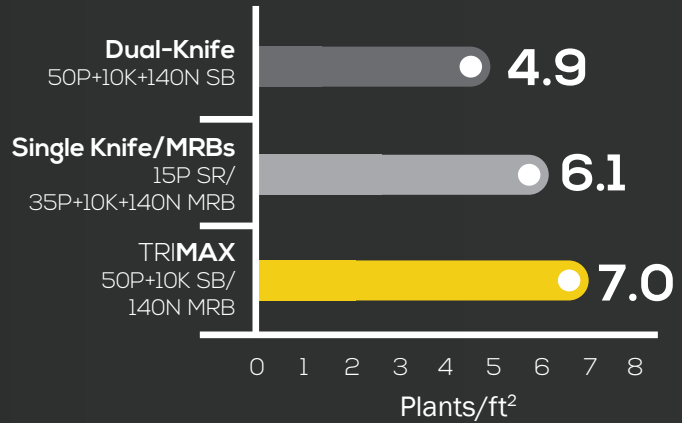 Dual-Knife
50P+10K+140N SB
4.9
Single Knife/MRBs
15P SR/
35P+10K+140N MRB
6.1
TRIMAX
50P+10K SB/
140N MRB
7.0
0 1 2 3 4 5 6 7 8
Plants/ft²